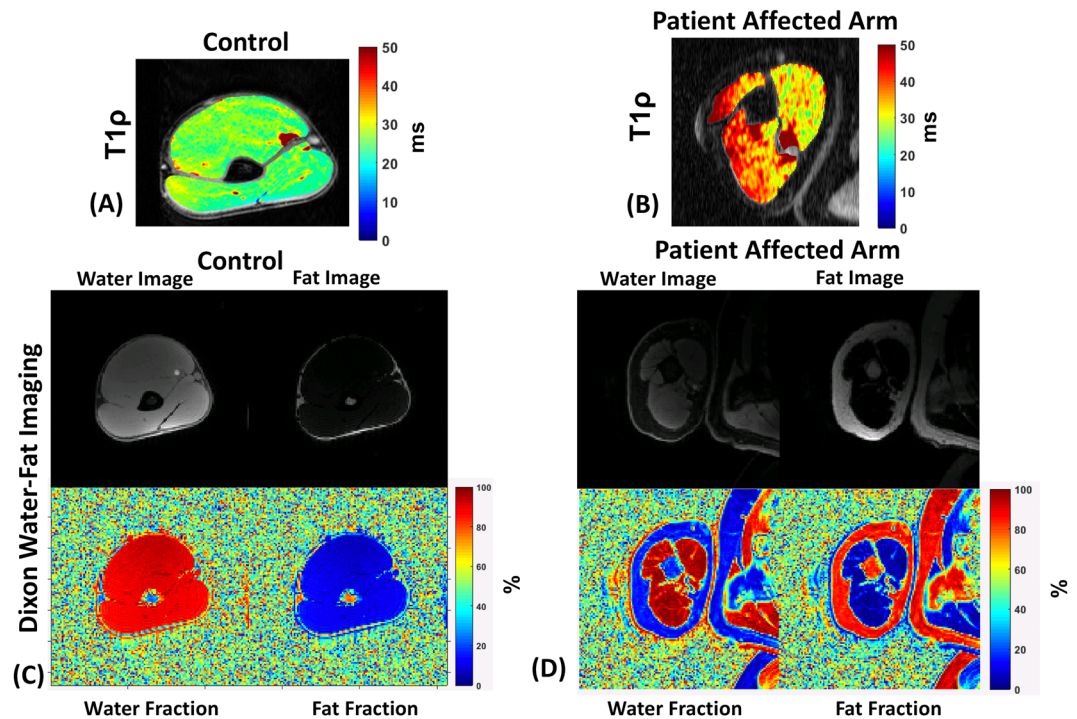 Control
T1ρ
50
40
30
20
10
0
ms
(A)
Patient Affected Arm
T1ρ
50
40
30
20
10
0
ms
(B)
Control
Water Image
Fat Image
Patient Affected Arm
Water Image
Fat Image
Dixon Water-Fat Imaging
100
80
60
40
20
0
%
(C)
100
80
60
40
20
0
%
(D)
Water Fraction
Fat Fraction
Water Fraction
Fat Fraction